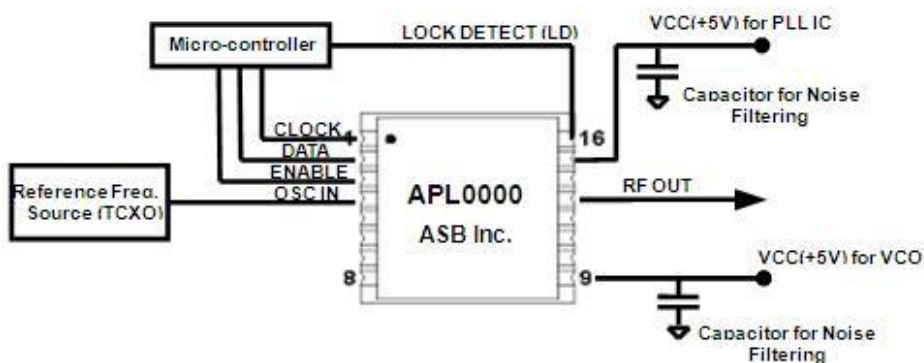 VCC(+5V) for PLL IC
Micro-controller
LOCK DETECT (LD)
Capacitor for Noise
Filtering
CLOCK
1
16
DATA
ENABLE
OSC IN
Reference Freq.
Source (TCXO)
APL0000
ASB Inc.
RF OUT
8
9
VCC(+5V) for VCO
Capacitor for Noise
Filtering